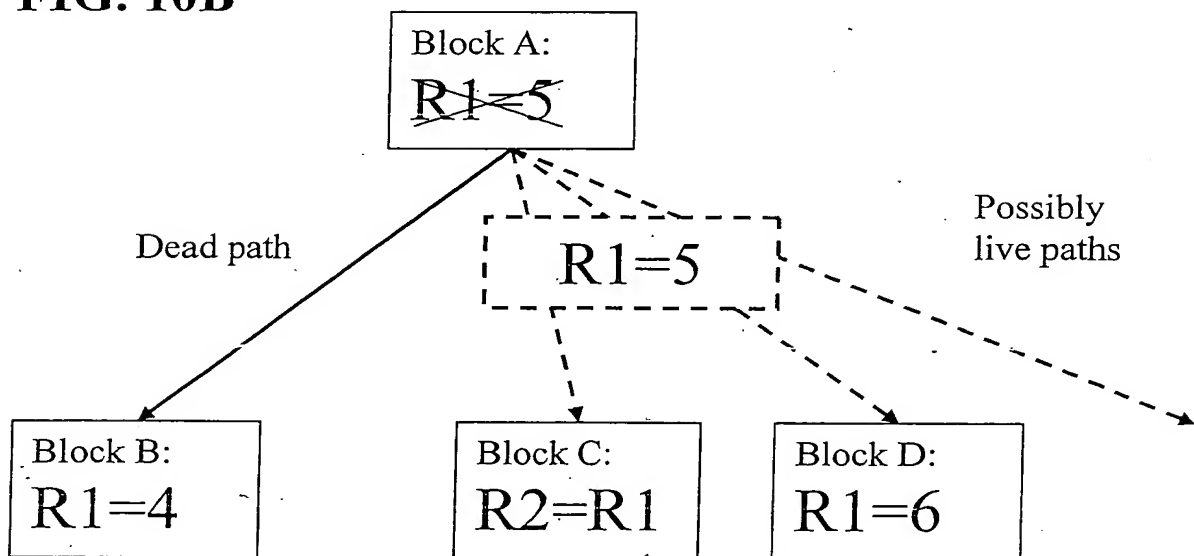 FIG. 10B
Block A:
R1=5
Dead path
R1=5
Possibly
live paths
Block B:
R1=4
Block C:
R2=R1
Block D:
R1=6